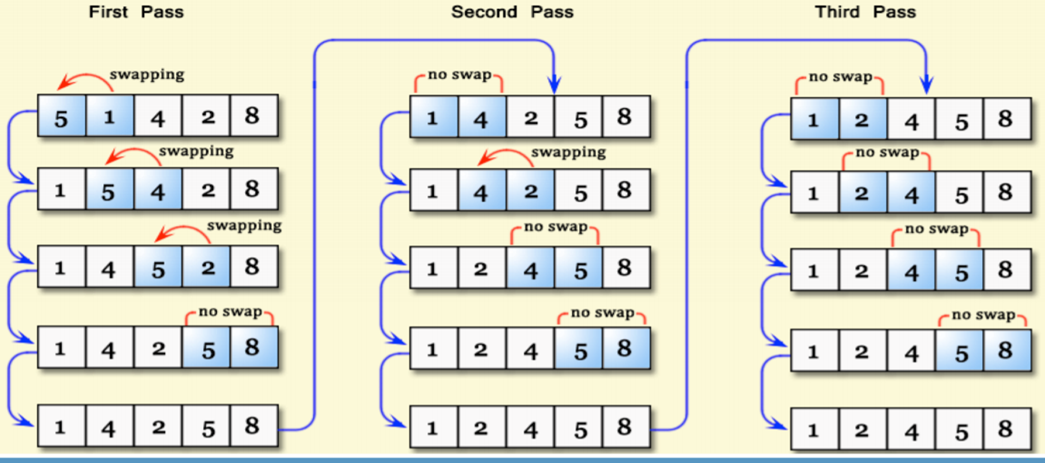 First Pass
swapping
5 1 4 2 8
swapping
1 5 4 2 8
swapping
1 4 5 2 8
no swap
1 4 2 5 8
1 4 2 5 8
Second Pass
no swap
1 4 2 5 8
swapping
1 4 2 5 8
no swap
1 2 4 5 8
no swap
1 2 4 5 8
1 2 4 5 8
Third Pass
no swap
1 2 4 5 8
no swap
1 2 4 5 8
no swap
1 2 4 5 8
no swap
1 2 4 5 8
1 2 4 5 8